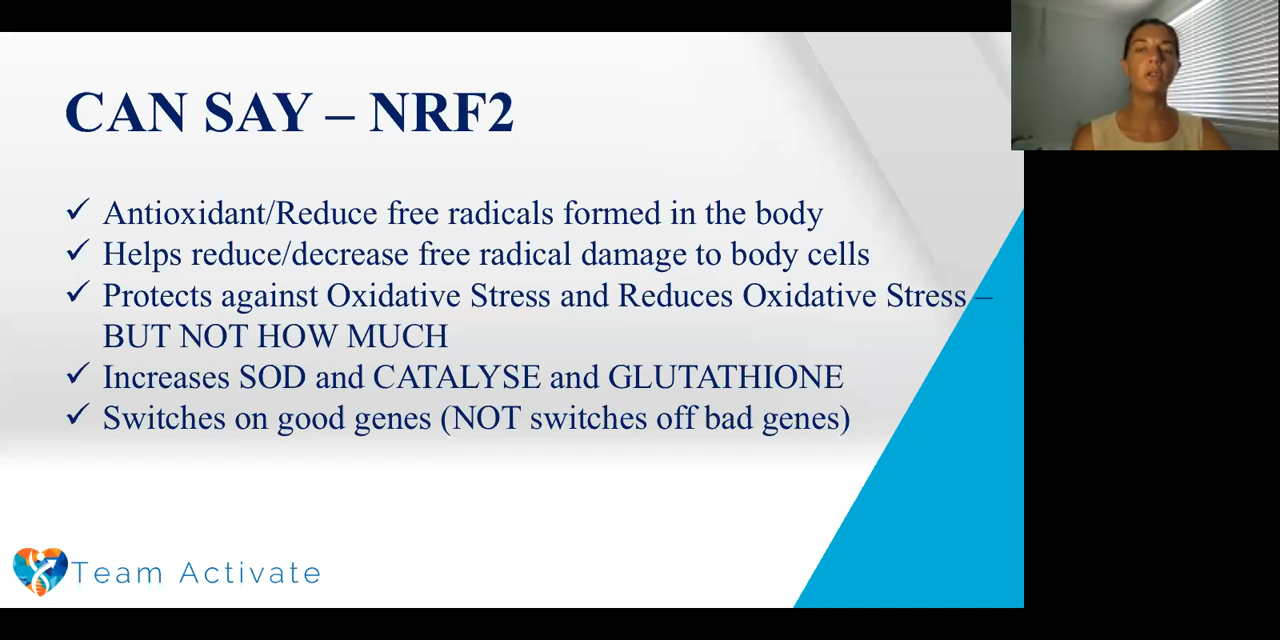 CAN SAY – NRF2
✓ Antioxidant/Reduce free radicals formed in the body
✓ Helps reduce/decrease free radical damage to body cells
✓ Protects against Oxidative Stress and Reduces Oxidative Stress –
BUT NOT HOW MUCH
✓ Increases SOD and CATALYSE and GLUTATHIONE
✓ Switches on good genes (NOT switches off bad genes)
Team Activate